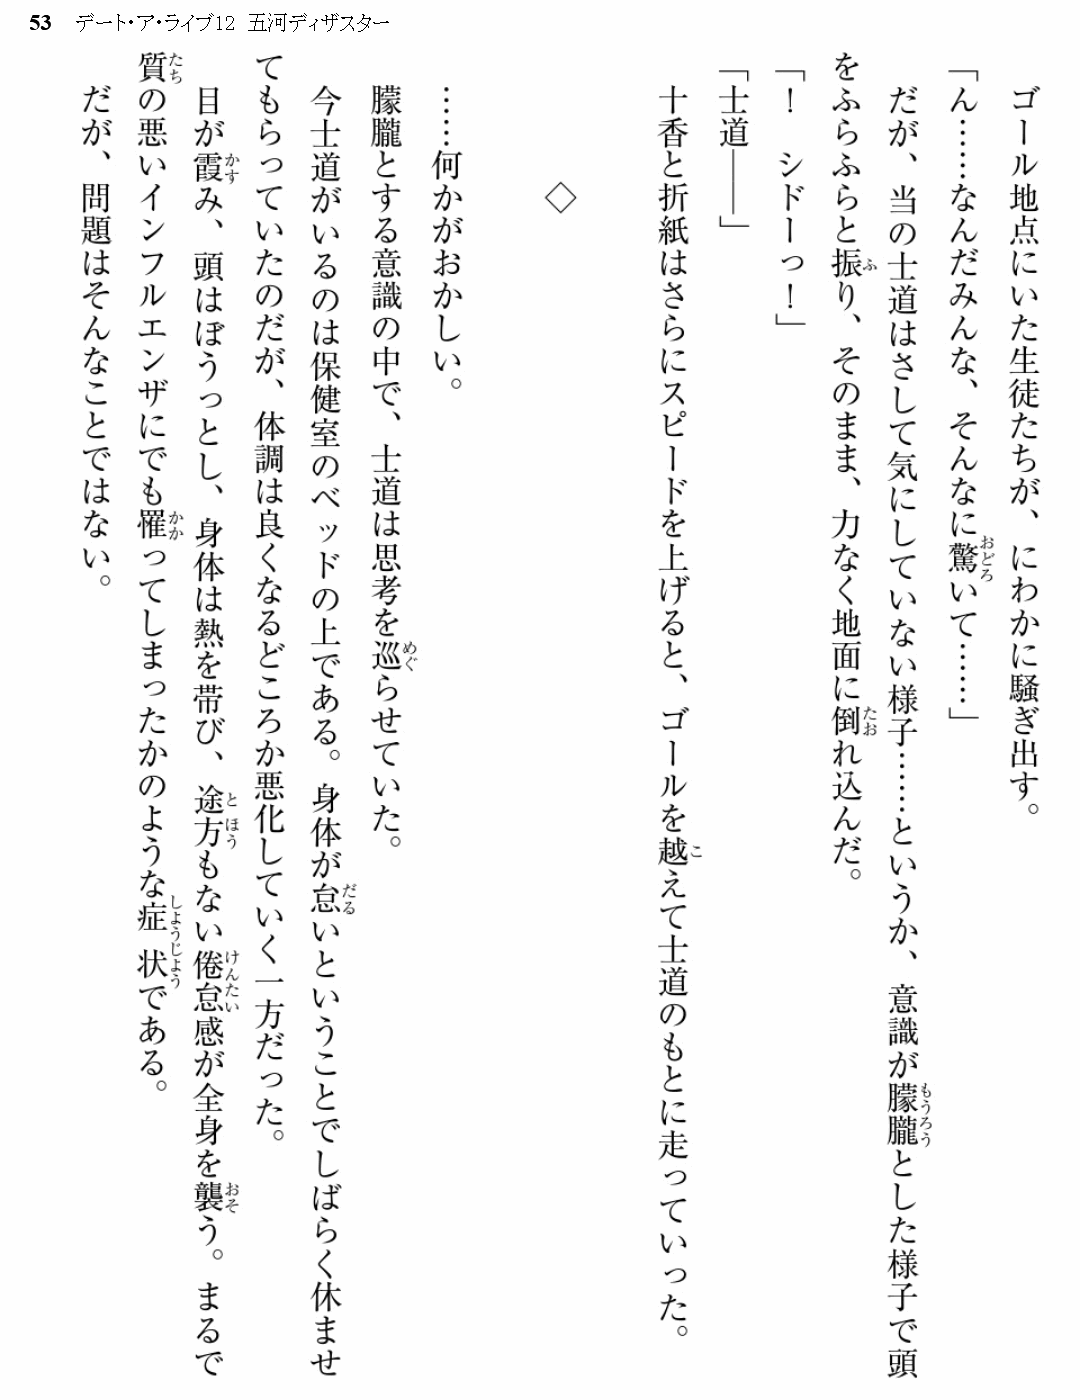 53 デート・ア・ライブ12 五河ディザスター
ゴール地点にいた生徒たちが、にわかに騒ぎ出す。
「ん……なんだみんな、そんなに驚いて……」
だが、当の士道はさして気にしていない様子……というか、意識が朦朧とした様子で頭
をふらふらと振り、そのまま、力なく地面に倒れ込んだ。
「！　シドーっ！」
「士道――」
十香と折紙はさらにスピードを上げると、ゴールを越えて士道のもとに走っていった。
◇
……何かがおかしい。
朦朧とする意識の中で、士道は思考を巡らせていた。
今士道がいるのは保健室のベッドの上である。身体が怠いということでしばらく休ませ
てもらっていたのだが、体調は良くなるどころか悪化していく一方だった。
目が霞み、頭はぼうっとし、身体は熱を帯び、途方もない倦怠感が全身を襲う。まるで
質の悪いインフルエンザにでも罹ってしまったかのような症状である。
だが、問題はそんなことではない。